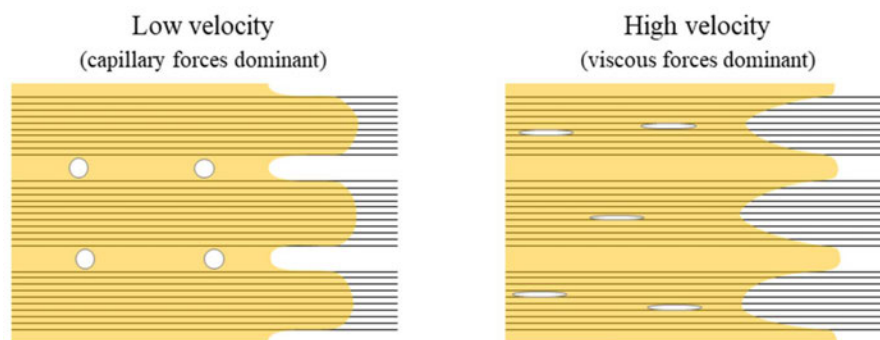 Low velocity
(capillary forces dominant)
High velocity
(viscous forces dominant)